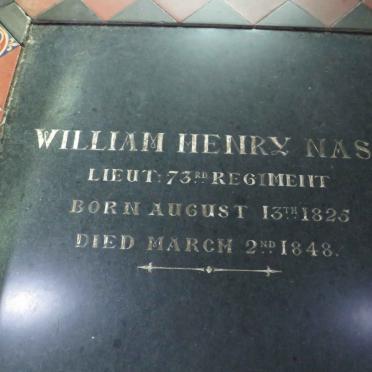 WILLIAM HENRY NAS
LIEUT: 73RD REGIMENT
BORN AUGUST 13TH 1825
DIED MARCH 2ND 1848.